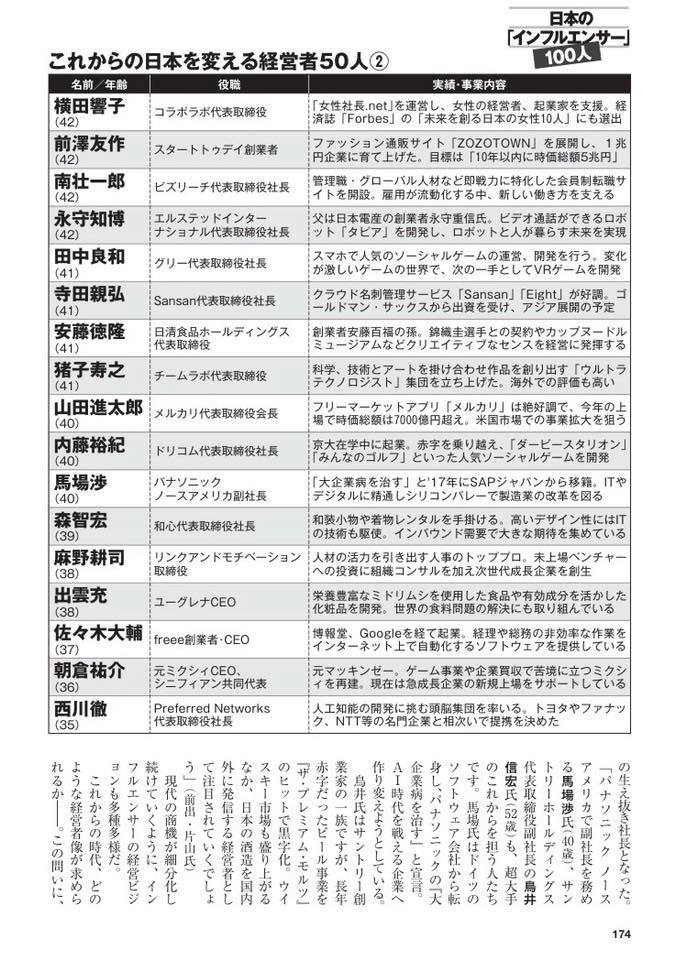 日本の
「インフルエンサー」
100人
これからの日本を変える経営者50人②
名前／年齢 役職 実績・事業内容
横田響子
（42）
コラボラボ代表取締役
「女性社長.net」を運営し、女性の経営者、起業家を支援。経
済誌「Forbes」の「未来を創る日本の女性10人」にも選出
前澤友作
（42）
スタートトゥデイ創業者
ファッション通販サイト「ZOZOTOWN」を展開し、１兆
円企業に育て上げた。目標は「10年以内に時価総額5兆円」
南壮一郎
（42）
ビズリーチ代表取締役社長
管理職・グローバル人材など即戦力に特化した会員制転職サ
イトを開設。雇用が流動化する中、新しい働き方を支える
永守知博
（42）
エルステッドインター
ナショナル代表取締役社長
父は日本電産の創業者永守重信氏。ビデオ通話ができるロボ
ット「タピア」を開発し、ロボットと人が暮らす未来を実現
田中良和
（41）
グリー代表取締役社長
スマホで人気のソーシャルゲームの運営、開発を行う。変化
が激しいゲームの世界で、次の一手としてVRゲームを開発
寺田親弘
（41）
Sansan代表取締役社長
クラウド名刺管理サービス「Sansan」「Eight」が好調。ゴ
ールドマン・サックスから出資を受け、アジア展開の予定
安藤徳隆
（41）
日清食品ホールディングス
代表取締役
創業者安藤百福の孫。錦織圭選手との契約やカップヌードル
ミュージアムなどクリエイティブなセンスを経営に発揮する
猪子寿之
（41）
チームラボ代表取締役
科学、技術とアートを掛け合わせ作品を創り出す「ウルトラ
テクノロジスト」集団を立ち上げた。海外での評価も高い
山田進太郎
（40）
メルカリ代表取締役会長
フリーマーケットアプリ「メルカリ」は絶好調で、今年の上
場で時価総額は7000億円超え。米国市場での事業拡大を狙う
内藤裕紀
（40）
ドリコム代表取締役社長
京大在学中に起業。赤字を乗り越え、「ダービースタリオン」
「みんなのゴルフ」といった人気ソーシャルゲームを開発
馬場渉
（40）
パナソニック
ノースアメリカ副社長
「大企業病を治す」と'17年にSAPジャパンから移籍。ITや
デジタルに精通しシリコンバレーで製造業の改革を図る
森智宏
（39）
和心代表取締役社長
和装小物や着物レンタルを手掛ける。高いデザイン性にはIT
の技術も駆使。インバウンド需要で大きな期待を集めている
麻野耕司
（38）
リンクアンドモチベーション
取締役
人材の活力を引き出す人事のトッププロ。未上場ベンチャー
への投資に組織コンサルを加え次世代成長企業を創生
出雲充
（38）
ユーグレナCEO
栄養豊富なミドリムシを使用した食品や有効成分を活かした
化粧品を開発。世界の食料問題の解決にも取り組んでいる
佐々木大輔
（37）
freee創業者・CEO
博報堂、Googleを経て起業。経理や総務の非効率な作業を
インターネット上で自動化するソフトウェアを提供している
朝倉祐介
（36）
元ミクシィCEO、
シニフィアン共同代表
元マッキンゼー。ゲーム事業や企業買収で苦境に立つミクシ
ィを再建。現在は急成長企業の新規上場をサポートしている
西川徹
（35）
Preferred Networks
代表取締役社長
人工知能の開発に挑む頭脳集団を率いる。トヨタやファナッ
ク、NTT等の名門企業と相次いで提携を決めた
の生え抜き社長となった。
「パナソニック ノース
アメリカで副社長を務め
る馬場渉氏（40歳）、サン
トリーホールディングス
代表取締役副社長の鳥井
信宏氏（52歳）も、超大手
のこれからを担う人たち
です。馬場氏はドイツの
ソフトウェア会社から転
身し、パナソニックの『大
企業病を治す』と宣言。
AI時代を戦える企業へ
作り変えようとしている。
鳥井氏はサントリー創
業家の一族ですが、長年
赤字だったビール事業を
『ザ・プレミアム・モルツ』
のヒットで黒字化。ウイ
スキー市場も盛り上がる
なか、日本の酒造を国内
外に発信する経営者とし
て注目されていくでしょ
う」（前出・片山氏）
現代の商機が細分化し
続けていくように、イン
フルエンサーの経営ビジ
ョンも多種多様だ。
これからの時代、どの
ような経営者像が求めら
れるか――。この問いに、
174